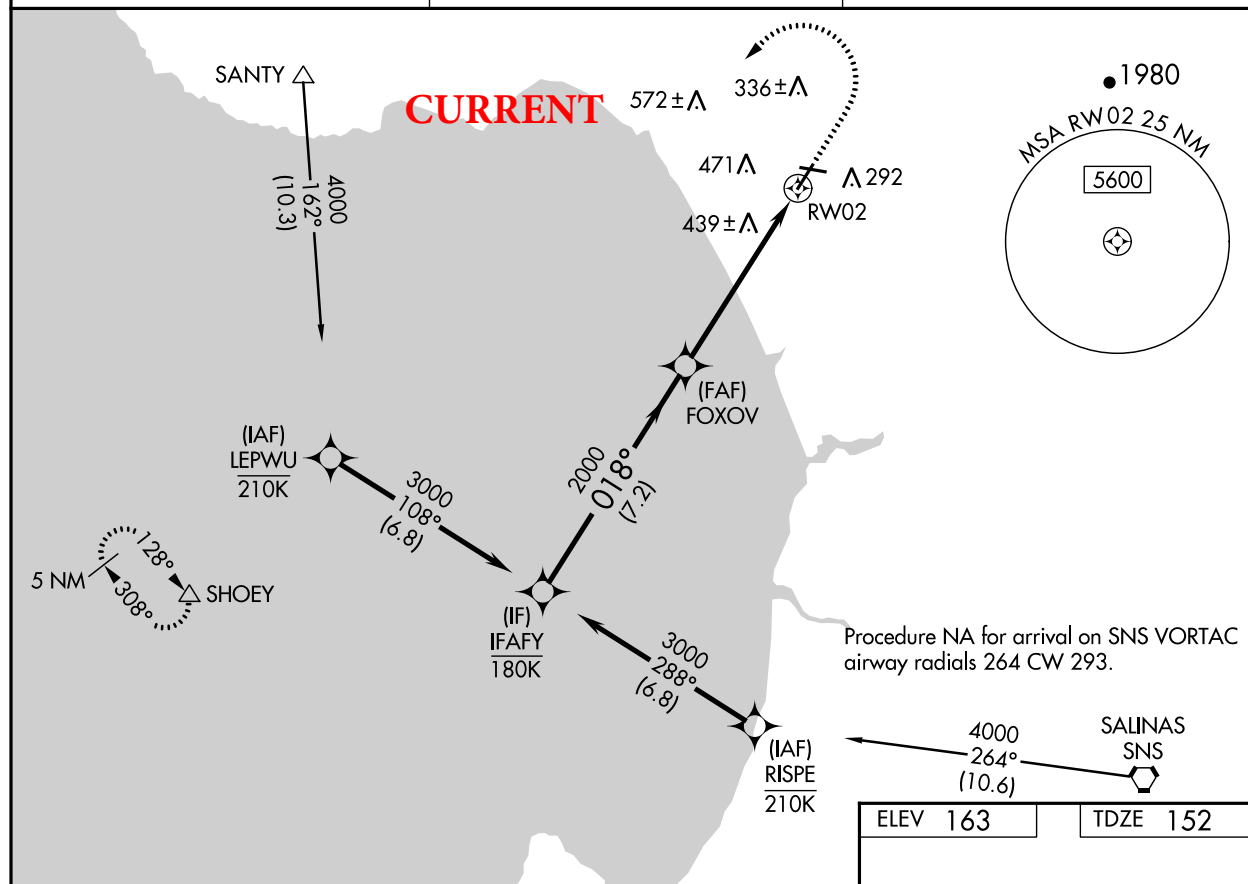 SANTY
CURRENT
572±
336±
1980
MSA RW02 25 NM
5600
4000
162°
(10.3)
471
292
RW02
439±
(FAF)
FOXOV
(IAF)
LEPWU
210K
3000
108°
(6.8)
2000
018°
(7.2)
5 NM
128°
308°
SHOEY
(IF)
IFAFY
180K
3000
288°
(6.8)
Procedure NA for arrival on SNS VORTAC
airway radials 264 CW 293.
(IAF)
RISPE
210K
4000
264°
(10.6)
SALINAS
SNS
ELEV 163
TDZE 152